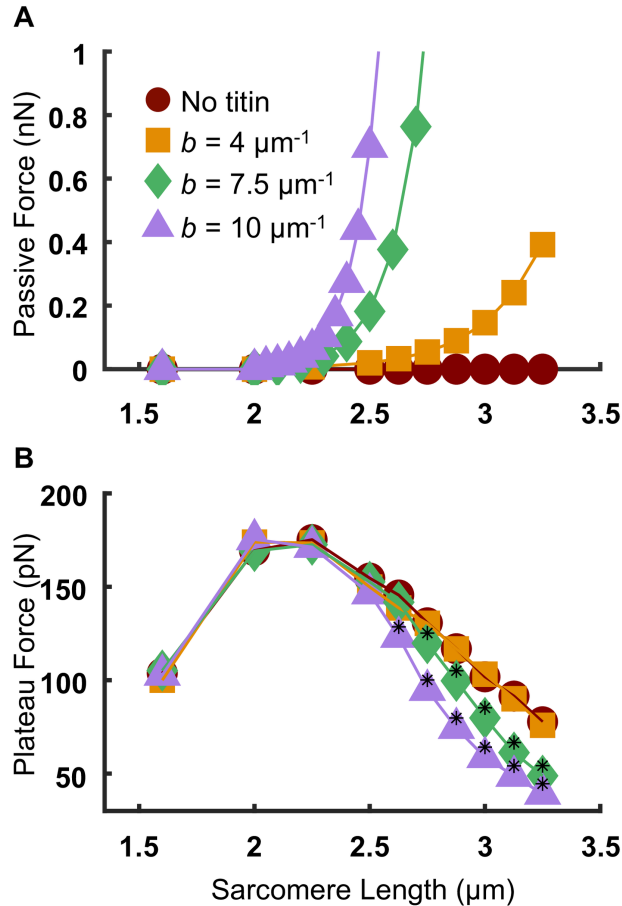 A
Passive Force (nN)
1
0.8
0.6
0.4
0.2
0
No titin
b = 4 µm⁻¹
b = 7.5 µm⁻¹
b = 10 µm⁻¹
1.5 2 2.5 3 3.5
B
Plateau Force (pN)
200
150
100
50
1.5 2 2.5 3 3.5
Sarcomere Length (µm)